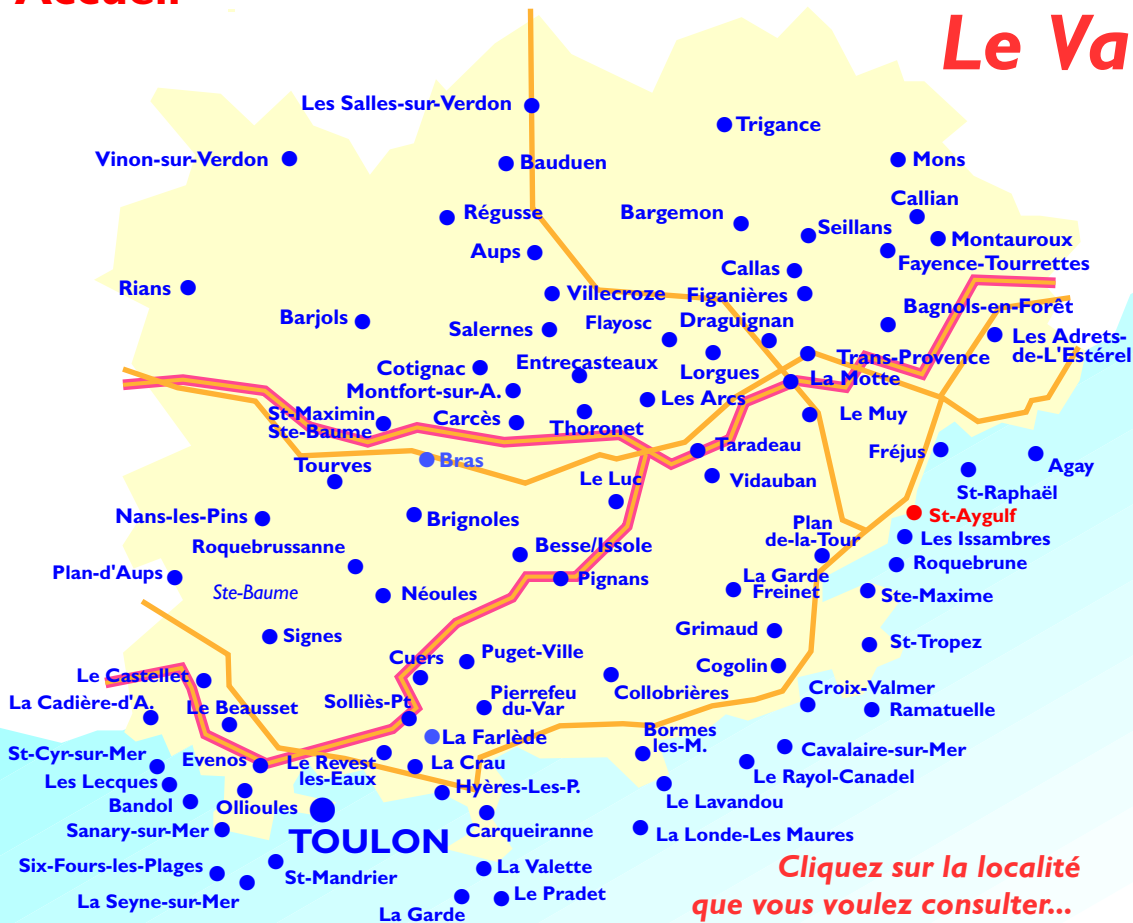 Accueil
Le Va
Les Salles-sur-Verdon
Trigance
Vinon-sur-Verdon
Bauduen
Mons
Callian
Régusse
Bargemon
Seillans
Montauroux
Aups
Fayence-Tourrettes
Callas
Rians
Villecroze
Figanières
Bagnols-en-Forêt
Barjols
Salernes
Flayosc
Draguignan
Les Adrets-
de-L'Estérel
Entrecasteaux
Trans-Provence
Cotignac
Lorgues
La Motte
Montfort-sur-A.
Les Arcs
St-Maximin
Ste-Baume
Carcès
Thoronet
Le Muy
Taradeau
Fréjus
Tourves
Bras
Agay
Le Luc
Vidauban
St-Raphaël
Nans-les-Pins
Brignoles
St-Aygulf
Plan
de-la-Tour
Les Issambres
Roquebrussanne
Besse/Issole
Roquebrune
Plan-d'Aups
Pignans
La Garde
Freinet
Ste-Baume
Néoules
Ste-Maxime
Signes
Grimaud
St-Tropez
Cuers
Puget-Ville
Cogolin
Le Castellet
Collobrières
Croix-Valmer
La Cadière-d'A.
Le Beausset
Solliès-Pt
Pierrefeu
du-Var
Ramatuelle
La Farlède
Bormes
les-M.
Cavalaire-sur-Mer
St-Cyr-sur-Mer
Evenos
Le Revest
les-Eaux
La Crau
Le Rayol-Canadel
Les Lecques
Hyères-Les-P.
Bandol
Ollioules
Le Lavandou
Sanary-sur-Mer
TOULON
Carqueiranne
La Londe-Les Maures
Six-Fours-les-Plages
St-Mandrier
La Valette
La Seyne-sur-Mer
Le Pradet
La Garde
Cliquez sur la localité
que vous voulez consulter...